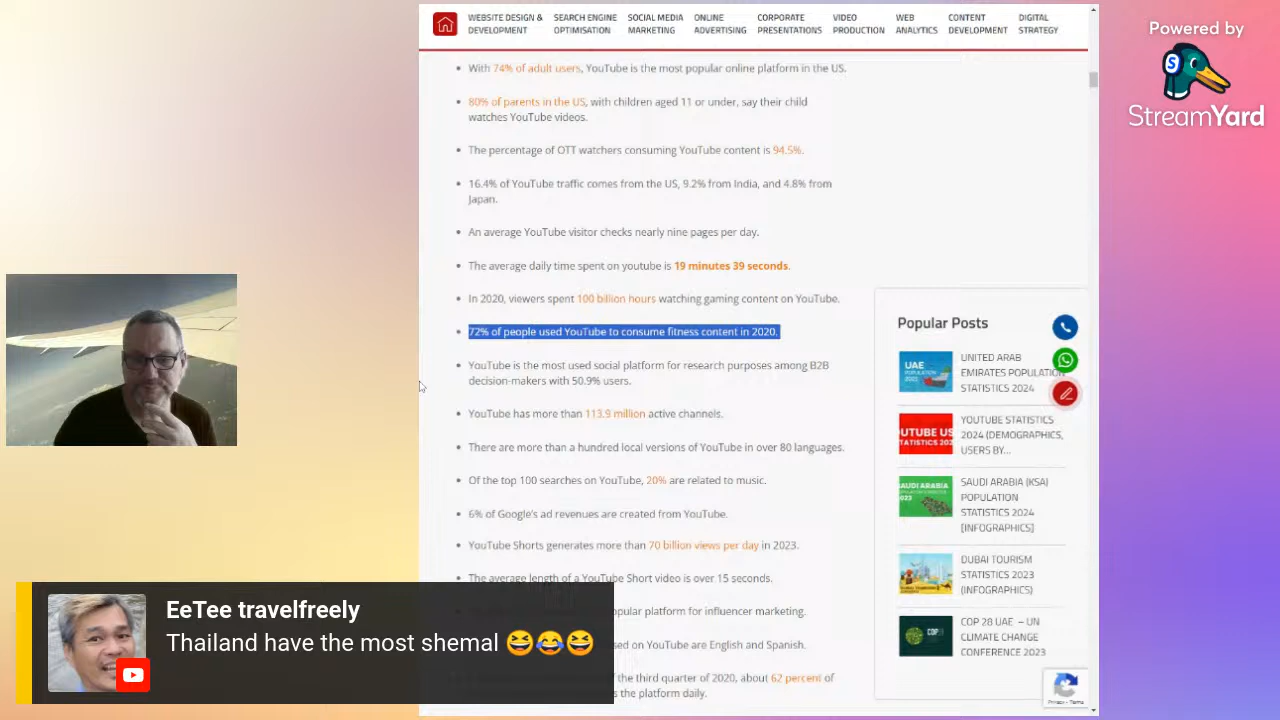 WEBSITE DESIGN &
DEVELOPMENT
SEARCH ENGINE
OPTIMISATION
SOCIAL MEDIA
MARKETING
ONLINE
ADVERTISING
CORPORATE
PRESENTATIONS
VIDEO
PRODUCTION
WEB
ANALYTICS
CONTENT
DEVELOPMENT
DIGITAL
STRATEGY
Powered by
StreamYard
With 74% of adult users, YouTube is the most popular online platform in the US.
80% of parents in the US, with children aged 11 or under, say their child
watches YouTube videos.
The percentage of OTT watchers consuming YouTube content is 94.5%.
16.4% of YouTube traffic comes from the US, 9.2% from India, and 4.8% from
Japan.
An average YouTube visitor checks nearly nine pages per day.
The average daily time spent on youtube is 19 minutes 39 seconds.
In 2020, viewers spent 100 billion hours watching gaming content on YouTube.
72% of people used YouTube to consume fitness content in 2020.
YouTube is the most used social platform for research purposes among B2B
decision-makers with 50.9% users.
YouTube has more than 113.9 million active channels.
There are more than a hundred local versions of YouTube in over 80 languages.
Of the top 100 searches on YouTube, 20% are related to music.
6% of Google's ad revenues are created from YouTube.
YouTube Shorts generates more than 70 billion views per day in 2023.
The average length of a YouTube Short video is over 15 seconds.
popular platform for influencer marketing.
sed on YouTube are English and Spanish.
of the third quarter of 2020, about 62 percent of
the platform daily.
Popular Posts
UAE
UNITED ARAB
EMIRATES POPULATION
STATISTICS 2024
OUTUBE US
TATISTICS 202
YOUTUBE STATISTICS
2024 (DEMOGRAPHICS,
USERS BY...
SAUDI ARABIA
SAUDI ARABIA (KSA)
POPULATION
STATISTICS 2024
[INFOGRAPHICS]
DUBAI TOURISM
STATISTICS 2023
(INFOGRAPHICS)
COP
COP 28 UAE – UN
CLIMATE CHANGE
CONFERENCE 2023
Privacy - Terms
EeTee travelfreely
Thailand have the most shemal 😆😂😆